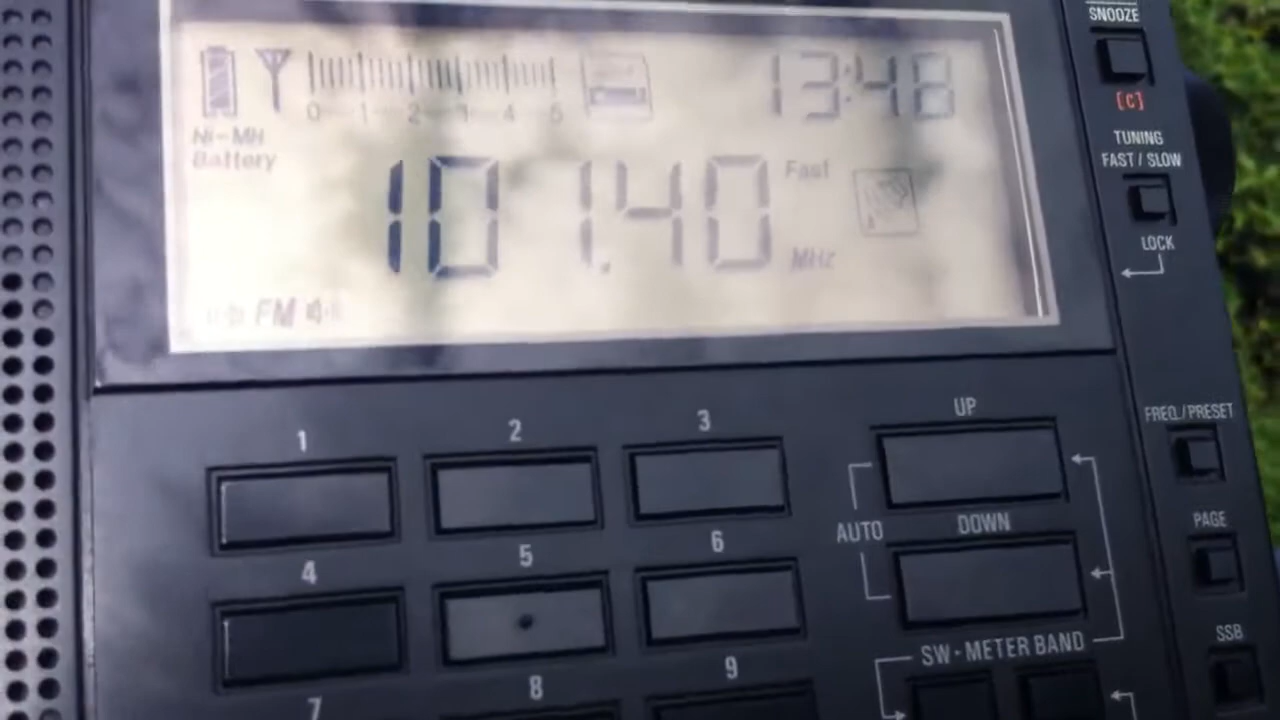 SNOOZE
13:48
0 1 2 3 4 5
[C]
Ni-MH
Battery
TUNING
FAST / SLOW
101.40
Fast
MHz
LOCK
FM
1
2
3
UP
FREQ./PRESET
AUTO
DOWN
4
5
6
PAGE
SW-METER BAND
SSB
7
8
9